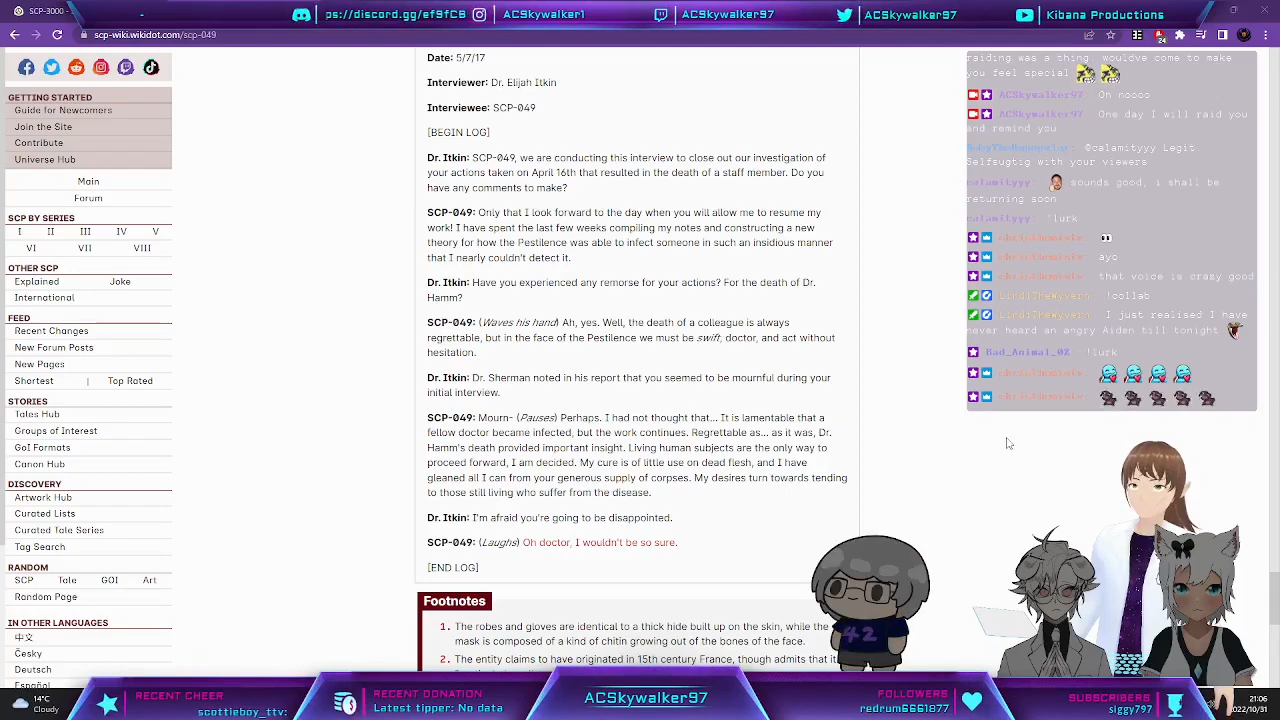 SCP-3000 -
ps://discord.gg/ef9fCB
ACSkywalker1
ACSkywalker97
ACSkywalker97
Kibana Productions
scp-wiki.wikidot.com/scp-049
24
GETTING STARTED
Guide for Newcomers
Join the Site
Contribute
Universe Hub
Main
Forum
SCP BY SERIES
I II III IV V
VI VII VIII
OTHER SCP
Explained Joke
International
FEED
Recent Changes
New Forum Posts
New Pages
Shortest | Top Rated
STORIES
Tales Hub
Groups of Interest
GoI Formats
Canon Hub
DISCOVERY
Artwork Hub
Curated Lists
Top New Series
Tag Search
RANDOM
SCP Tale GOI Art
Random Page
IN OTHER LANGUAGES
中文
Česky
Deutsch
Español
Date: 5/7/17
Interviewer: Dr. Elijah Itkin
Interviewee: SCP-049
[BEGIN LOG]
Dr. Itkin: SCP-049, we are conducting this interview to close out our investigation of
your actions taken on April 16th that resulted in the death of a staff member. Do you
have any comments to make?
SCP-049: Only that I look forward to the day when you will allow me to resume my
work! I have spent the last few weeks compiling my notes and constructing a new
theory for how the Pestilence was able to infect someone in such an insidious manner
that I nearly couldn't detect it.
Dr. Itkin: Have you experienced any remorse for your actions? For the death of Dr.
Hamm?
SCP-049: (Waves his hand) Ah, yes. Well, the death of a colleague is always
regrettable, but in the face of the Pestilence we must be swift, doctor, and act without
hesitation.
Dr. Itkin: Dr. Sherman noted in his report that you seemed to be mournful during your
initial interview.
SCP-049: Mourn- (Pauses) Perhaps. I had not thought that... It is lamentable that a
fellow doctor became infected, but the work continues. Regrettable as... as it was, Dr.
Hamm's death provided important insight. Living human subjects are the only way to
proceed forward, I am decided. My cure is of little use on dead flesh, and I have
gleaned all I can from your generous supply of corpses. My desires turn towards tending
to those still living who suffer from this disease.
Dr. Itkin: I'm afraid you're going to be disappointed.
SCP-049: (Laughs) Oh doctor, I wouldn't be so sure.
[END LOG]
Footnotes
1. The robes and gloves are identical to a thick hide built up on the skin, while the
mask is composed of a kind of chitin growing out of the bones of the face.
2. The entity claims to have originated in 15th century France, though admits that it
raiding was a thing wouldve come to make
you feel special
ACSkywalker97 Oh noooo
ACSkywalker97 One day I will raid you
and remind you
@calamityyy Legit
Selfsugtig with your viewers
calamityyy: sounds good, i shall be
returning soon
calamityyy: !lurk
ayo
that voice is crazy good
LindiTheWyvern !collab
LindiTheWyvern I just realised I have
never heard an angry Aiden till tonight
Bad_Animal_02 !lurk
42
RECENT CHEER
scottieboy_ttv:
RECENT DONATION
Latest tipper: No data
ACSkywalker97
FOLLOWERS
redrum6661877
SUBSCRIBERS
siggy797
14°C
21:03
022/10/31